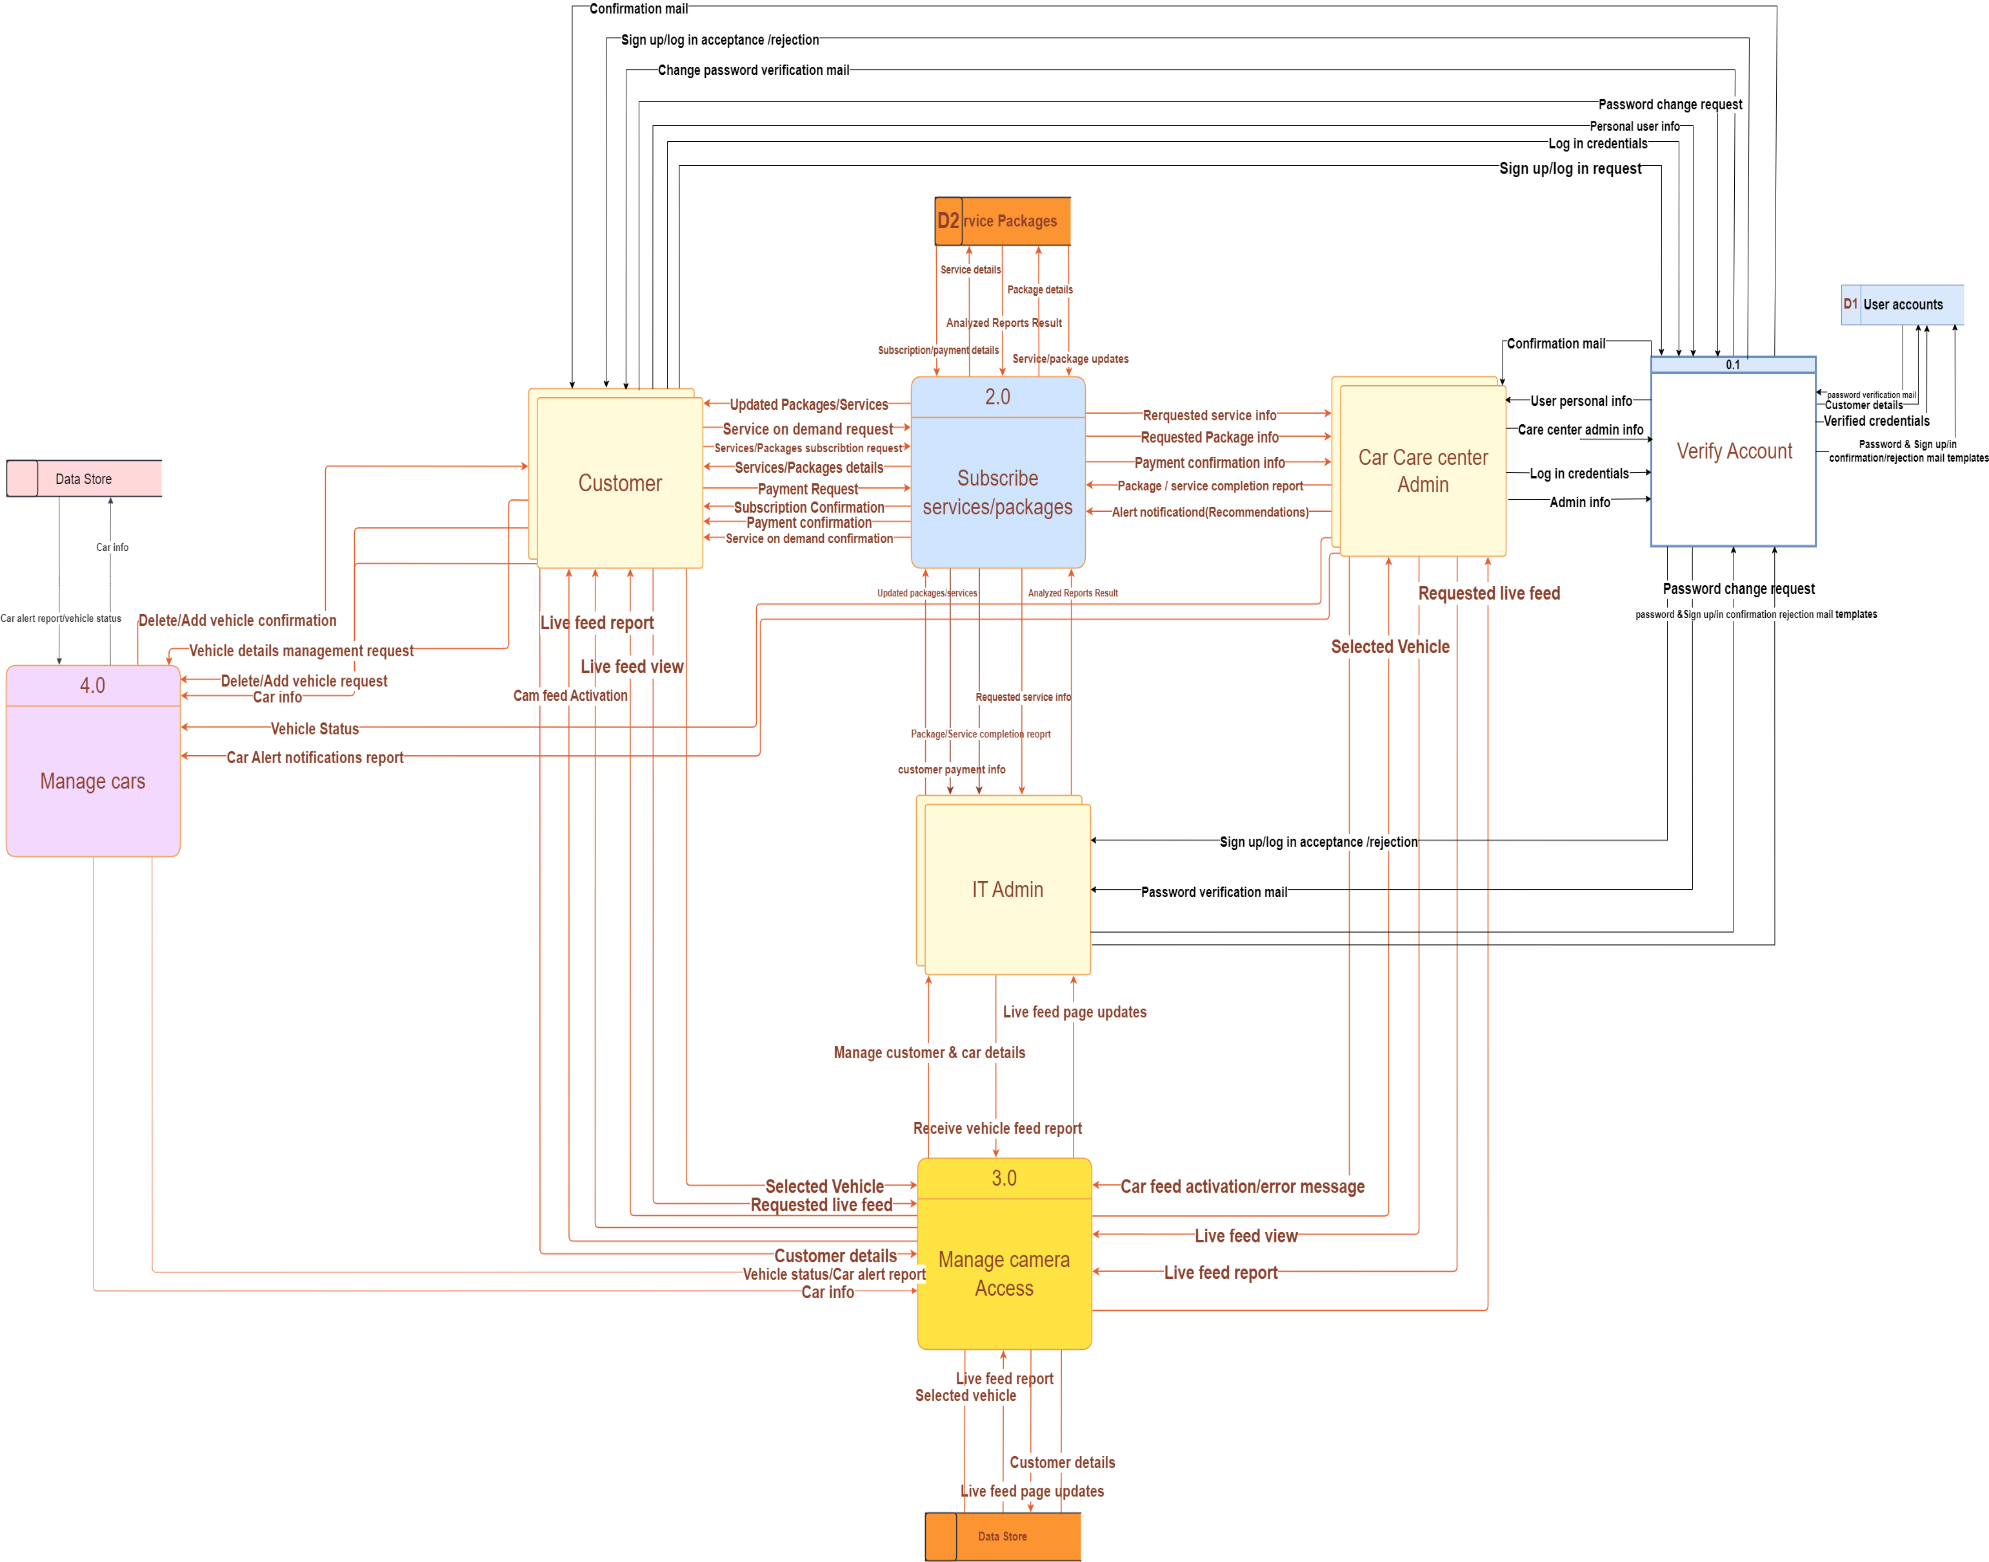 Confirmation mail
Sign up/log in acceptance /rejection
Change password verification mail
Password change request
Personal user info
Log in credentials
Sign up/log in request
D2
rvice Packages
Service details
Package details
Analyzed Reports Result
Subscription/payment details
Service/package updates
D1
User accounts
Confirmation mail
0.1
User personal info
Care center admin info
Log in credentials
Admin info
Verify Account
password verification mail
Customer details
Verified credentials
Password & Sign up/in
confirmation/rejection mail templates
2.0
Subscribe
services/packages
Updated Packages/Services
Service on demand request
Services/Packages subscribtion request
Services/Packages details
Payment Request
Subscription Confirmation
Payment confirmation
Service on demand confirmation
Customer
Rerquested service info
Requested Package info
Payment confirmation info
Package / service completion report
Alert notificationd(Recommendations)
Car Care center
Admin
Data Store
Car info
Car alert report/vehicle status
Delete/Add vehicle confirmation
Vehicle details management request
Delete/Add vehicle request
Car info
Vehicle Status
Car Alert notifications report
4.0
Manage cars
Live feed report
Live feed view
Cam feed Activation
Updated packages/services
Analyzed Reports Result
Requested service info
Package/Service completion reoprt
customer payment info
Requested live feed
Selected Vehicle
Password change request
password &Sign up/in confirmation rejection mail templates
Sign up/log in acceptance /rejection
Password verification mail
IT Admin
Live feed page updates
Manage customer & car details
Receive vehicle feed report
3.0
Manage camera
Access
Selected Vehicle
Requested live feed
Customer details
Vehicle status/Car alert report
Car info
Car feed activation/error message
Live feed view
Live feed report
Live feed report
Selected vehicle
Customer details
Live feed page updates
Data Store